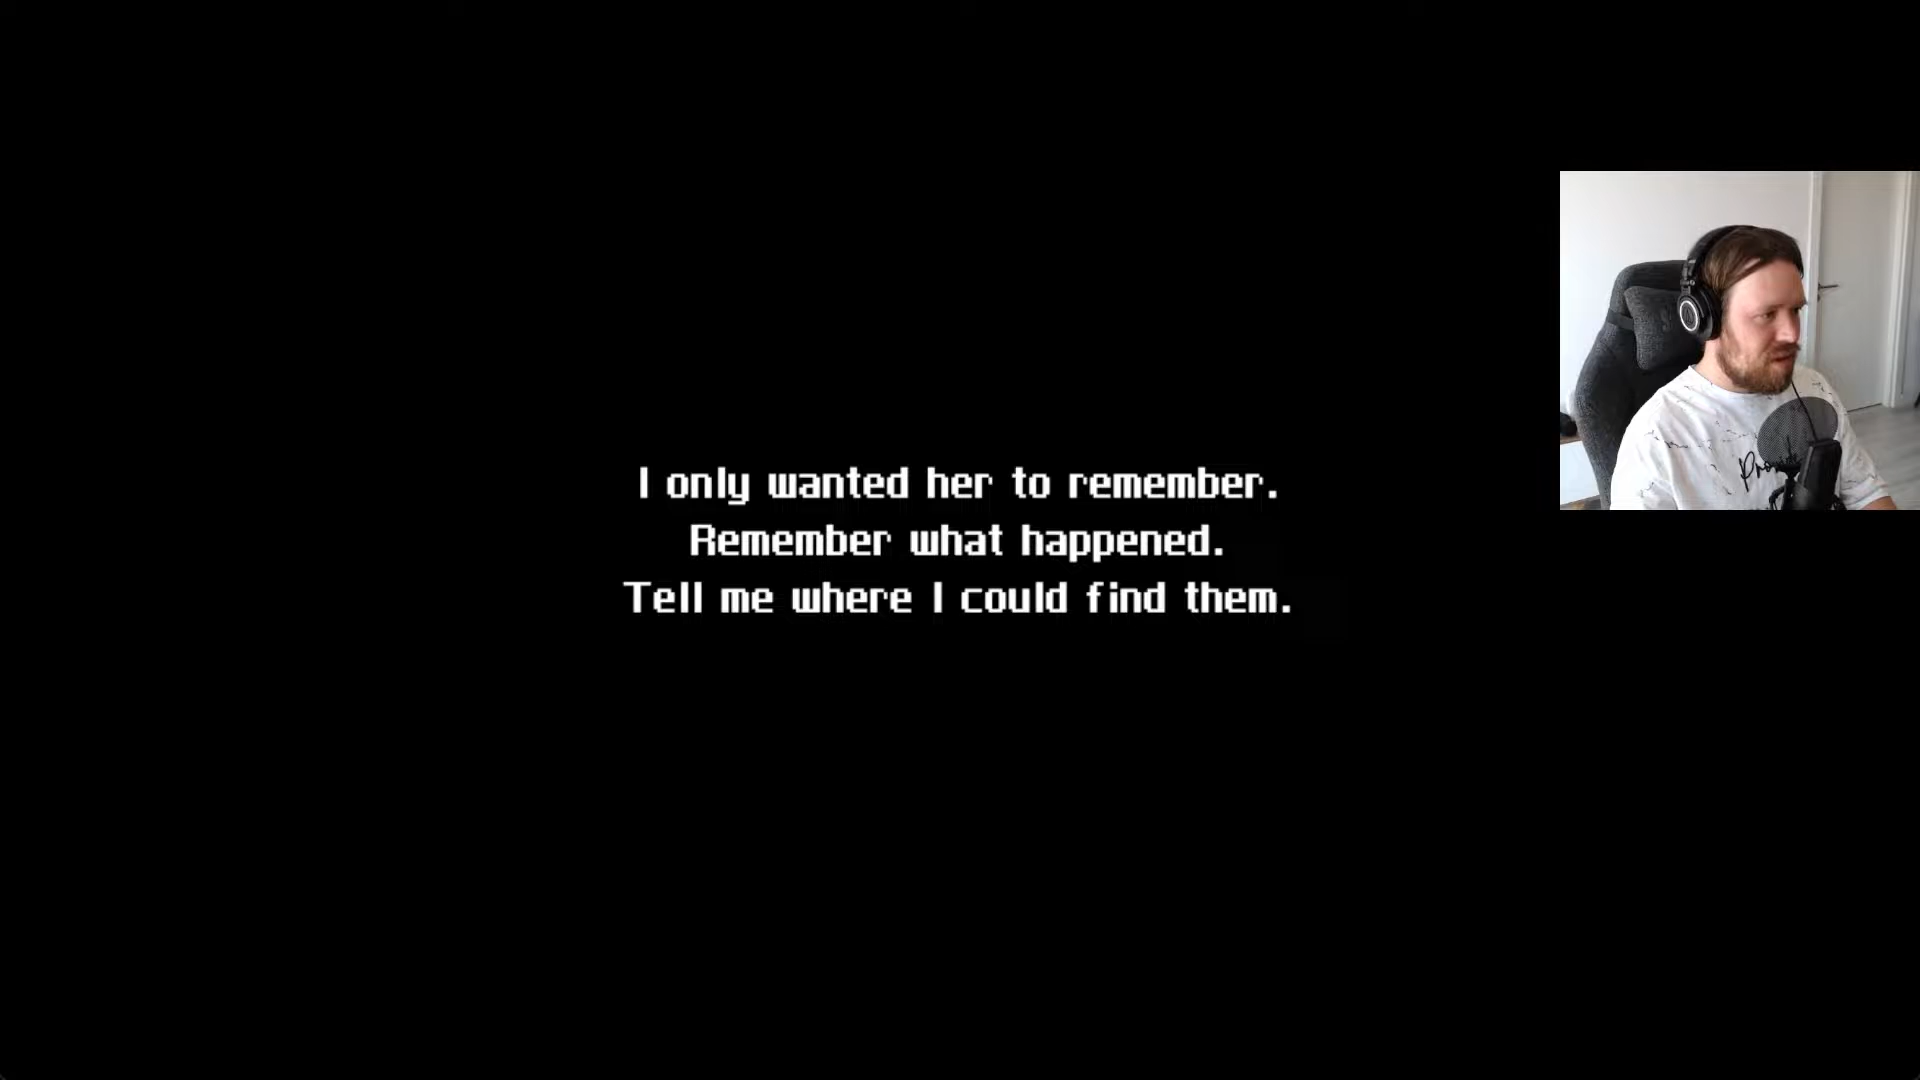 I only wanted her to remember.
Remember what happened.
Tell me where I could find them.